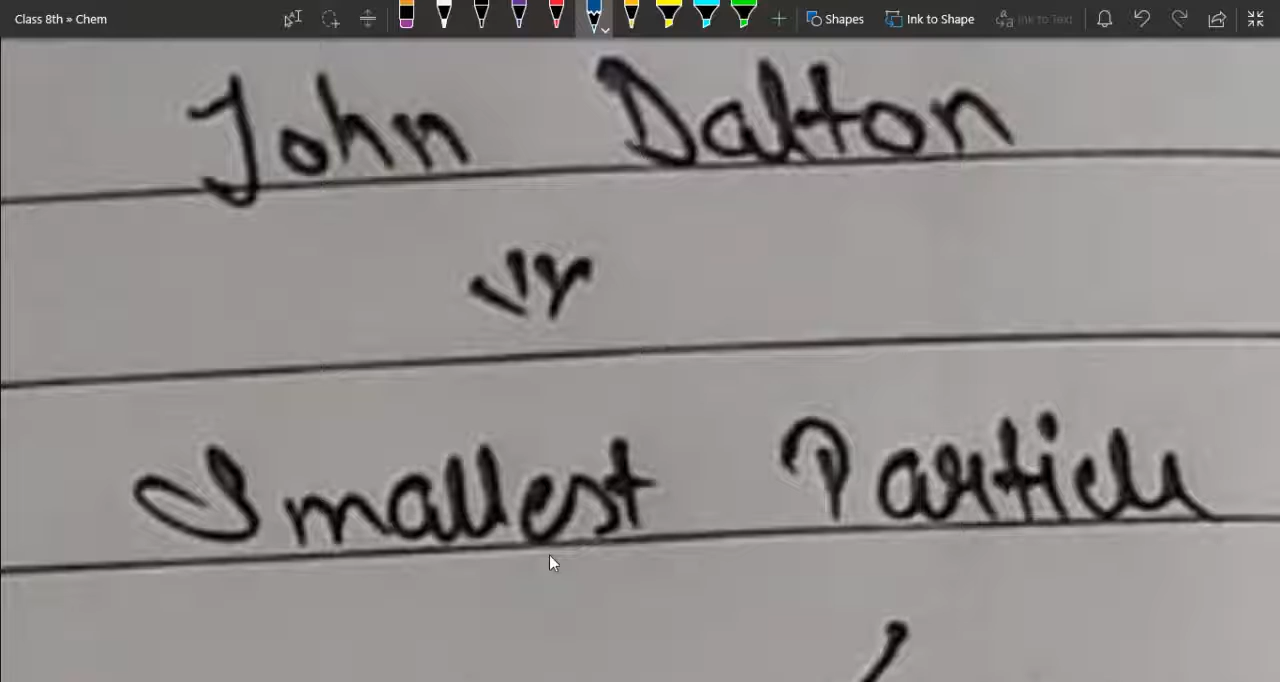 Class 8th » Chem
Shapes
Ink to Shape
Ink to Text
John Dalton
Smallest Particle